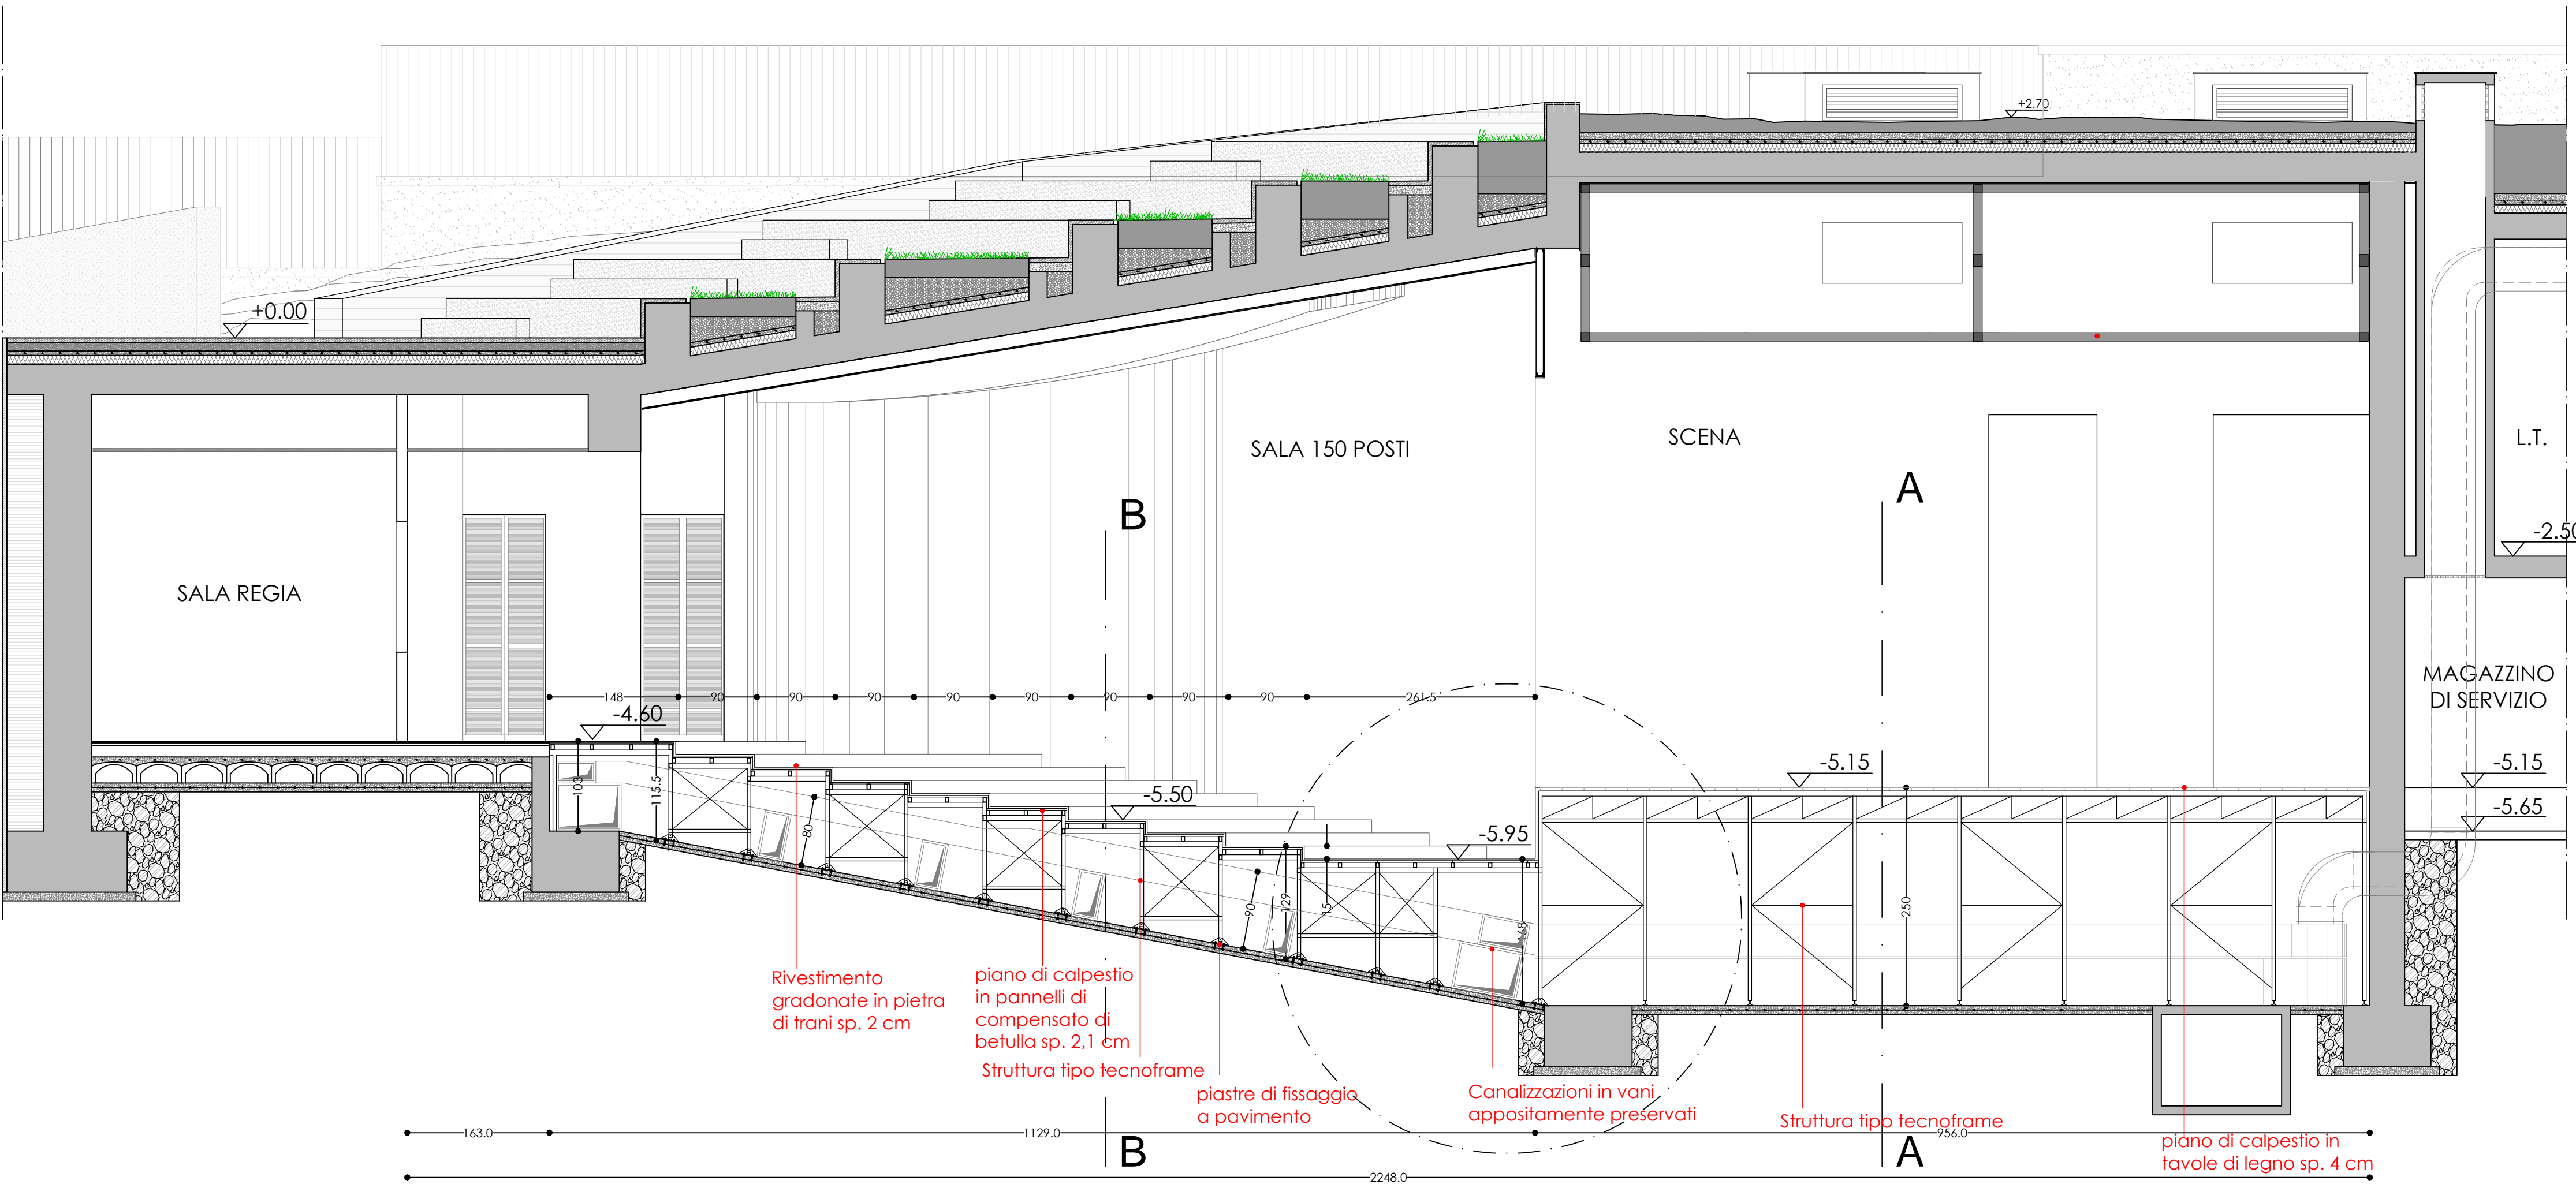 +2.70
+0.00
SALA 150 POSTI
SCENA
L.T.
B
A
-2.50
SALA REGIA
MAGAZZINO
DI SERVIZIO
148
90
90
90
90
90
90
90
90
261.5
-4.60
-5.15
-5.15
-5.50
-5.65
-5.95
103
115.5
80
90
129
15
168
250
Rivestimento
gradonate in pietra
di trani sp. 2 cm
piano di calpestio
in pannelli di
compensato di
betulla sp. 2,1 cm
Struttura tipo tecnoframe
piastre di fissaggio
a pavimento
Canalizzazioni in vani
appositamente preservati
Struttura tipo tecnoframe
piano di calpestio in
tavole di legno sp. 4 cm
163.0
1129.0
956.0
B
A
2248.0